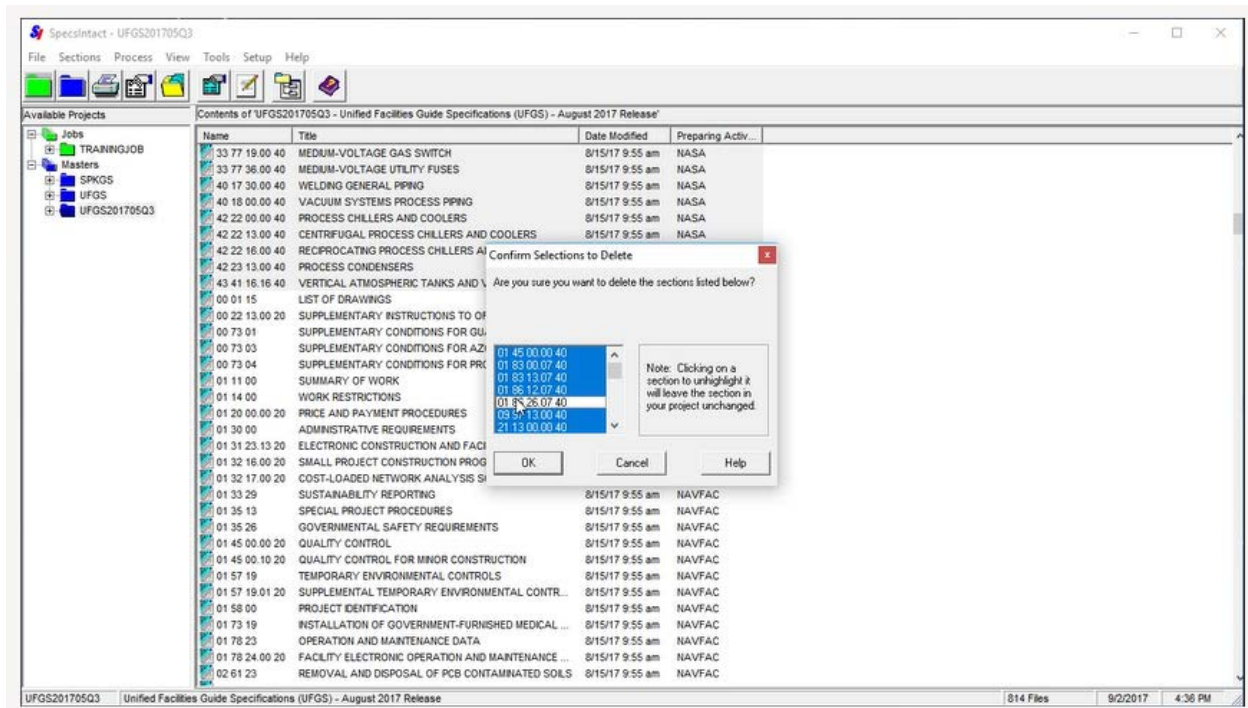 SpecsIntact - UFGS201705Q3
File Sections Process View Tools Setup Help
Available Projects
Contents of 'UFGS201705Q3 - Unified Facilities Guide Specifications (UFGS) - August 2017 Release'
Jobs
TRAININGJOB
Masters
SPKGS
UFGS
UFGS201705Q3
Name Title Date Modified Preparing Activ...
33 77 19.00 40 MEDIUM-VOLTAGE GAS SWITCH 8/15/17 9:55 am NASA
33 77 36.00 40 MEDIUM-VOLTAGE UTILITY FUSES 8/15/17 9:55 am NASA
40 17 30.00 40 WELDING GENERAL PIPING 8/15/17 9:55 am NASA
40 18 00.00 40 VACUUM SYSTEMS PROCESS PIPING 8/15/17 9:55 am NASA
42 22 00.00 40 PROCESS CHILLERS AND COOLERS 8/15/17 9:55 am NASA
42 22 13.00 40 CENTRIFUGAL PROCESS CHILLERS AND COOLERS 8/15/17 9:55 am NASA
42 22 16.00 40 RECIPROCATING PROCESS CHILLERS
42 23 13.00 40 PROCESS CONDENSERS
43 41 16.16 40 VERTICAL ATMOSPHERIC TANKS AND
00 01 15 LIST OF DRAWINGS
00 22 13.00 20 SUPPLEMENTARY INSTRUCTIONS TO
00 73 01 SUPPLEMENTARY CONDITIONS FOR
00 73 03 SUPPLEMENTARY CONDITIONS FOR
00 73 04 SUPPLEMENTARY CONDITIONS FOR
01 11 00 SUMMARY OF WORK
01 14 00 WORK RESTRICTIONS
01 20 00.00 20 PRICE AND PAYMENT PROCEDURES
01 30 00 ADMINISTRATIVE REQUIREMENTS
01 31 23.13 20 ELECTRONIC CONSTRUCTION AND
01 32 16.00 20 SMALL PROJECT CONSTRUCTION
01 32 17.00 20 COST-LOADED NETWORK ANALYSIS
01 33 29 SUSTAINABILITY REPORTING 8/15/17 9:55 am NAVFAC
01 35 13 SPECIAL PROJECT PROCEDURES 8/15/17 9:55 am NAVFAC
01 35 26 GOVERNMENTAL SAFETY REQUIREMENTS 8/15/17 9:55 am NAVFAC
01 45 00.00 20 QUALITY CONTROL 8/15/17 9:55 am NAVFAC
01 45 00.10 20 QUALITY CONTROL FOR MINOR CONSTRUCTION 8/15/17 9:55 am NAVFAC
01 57 19 TEMPORARY ENVIRONMENTAL CONTROLS 8/15/17 9:55 am NAVFAC
01 57 19.01 20 SUPPLEMENTAL TEMPORARY ENVIRONMENTAL CONTR... 8/15/17 9:55 am NAVFAC
01 58 00 PROJECT IDENTIFICATION 8/15/17 9:55 am NAVFAC
01 73 19 INSTALLATION OF GOVERNMENT-FURNISHED MEDICAL ... 8/15/17 9:55 am NAVFAC
01 78 23 OPERATION AND MAINTENANCE DATA 8/15/17 9:55 am NAVFAC
01 78 24.00 20 FACILITY ELECTRONIC OPERATION AND MAINTENANCE ... 8/15/17 9:55 am NAVFAC
02 61 23 REMOVAL AND DISPOSAL OF PCB CONTAMINATED SOILS 8/15/17 9:55 am NAVFAC
Confirm Selections to Delete
Are you sure you want to delete the sections listed below?
01 45 00.00 40
01 83 00.07 40
01 83 13.07 40
01 86 12.07 40
01 26.07 40
09 13.00 40
21 13 00.00 40
Note: Clicking on a
section to unhighlight it
will leave the section in
your project unchanged.
OK Cancel Help
UFGS201705Q3 Unified Facilities Guide Specifications (UFGS) - August 2017 Release 814 Files 9/2/2017 4:36 PM